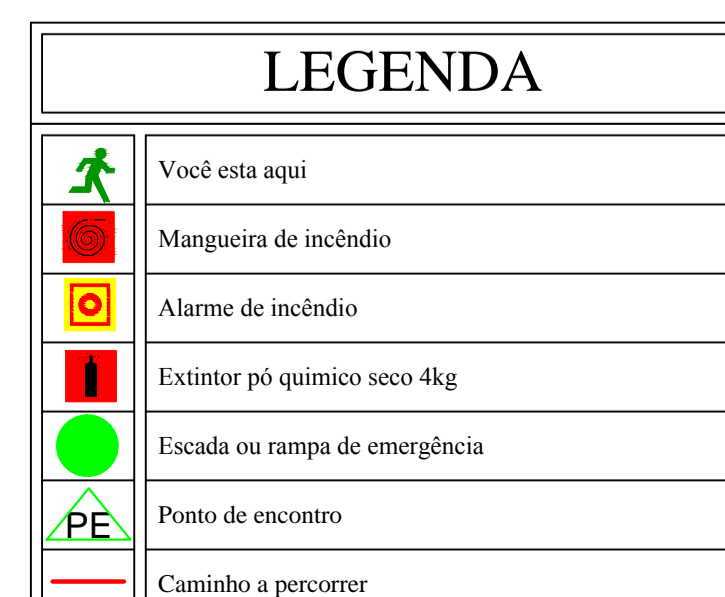 LEGENDA
Você esta aqui
Mangueira de incêndio
Alarme de incêndio
Extintor pó quimico seco 4kg
Escada ou rampa de emergência
PE Ponto de encontro
Caminho a percorrer